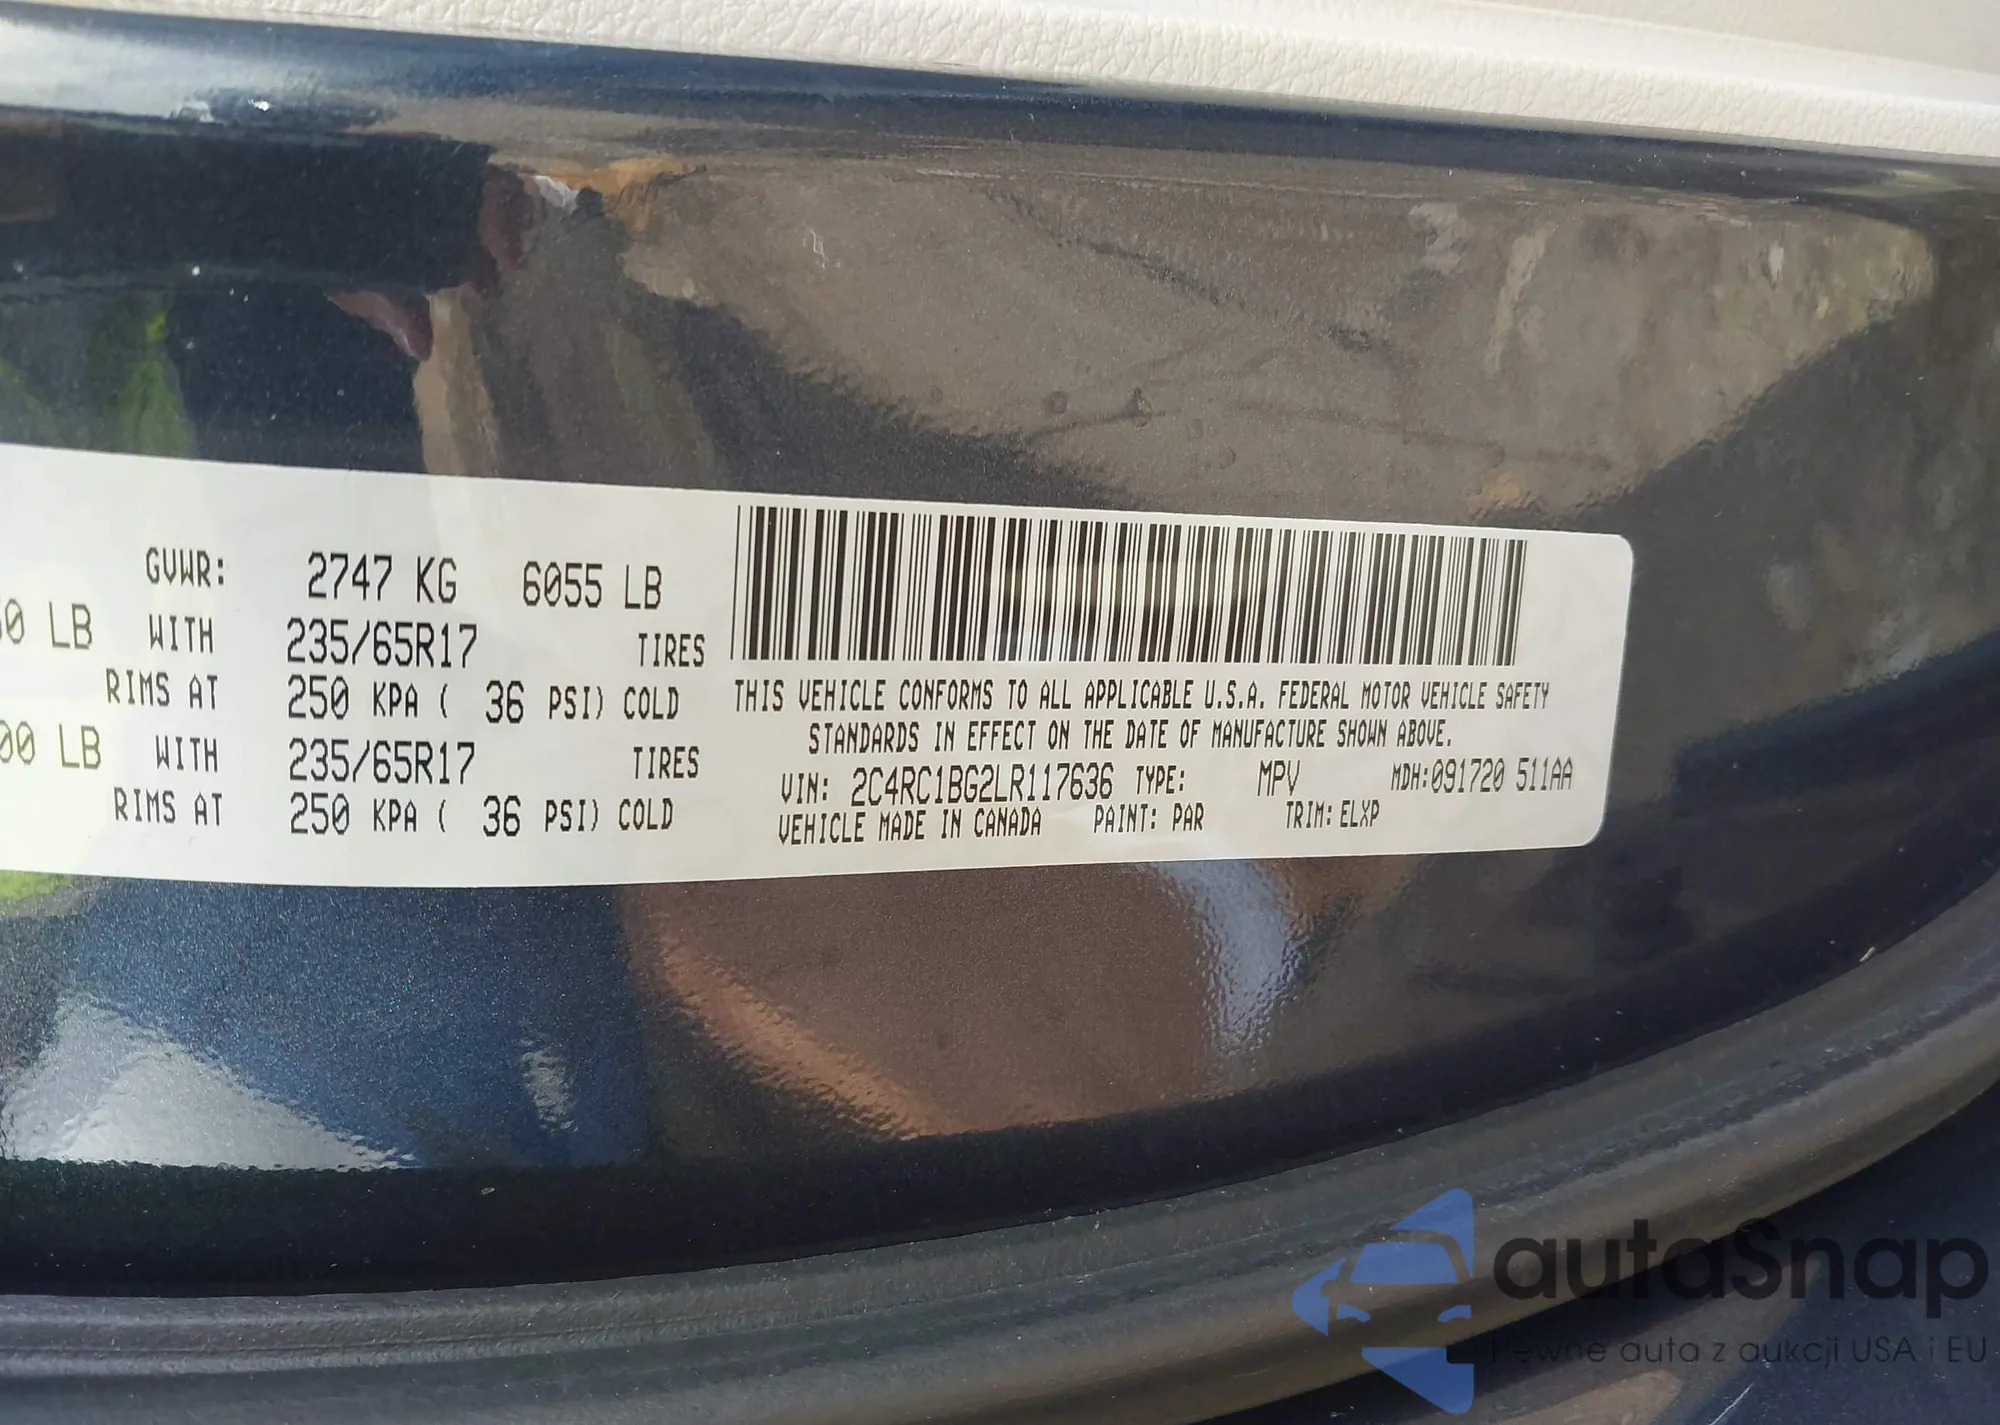 GVWR: 2747 KG 6055 LB
0 LB WITH 235/65R17 TIRES
RIMS AT 250 KPA ( 36 PSI) COLD
00 LB WITH 235/65R17 TIRES
RIMS AT 250 KPA ( 36 PSI) COLD
THIS VEHICLE CONFORMS TO ALL APPLICABLE U.S.A. FEDERAL MOTOR VEHICLE SAFETY
STANDARDS IN EFFECT ON THE DATE OF MANUFACTURE SHOWN ABOVE.
VIN: 2C4RC1BG2LR117636 TYPE: MPV MDH:091720 511AA
VEHICLE MADE IN CANADA PAINT: PAR TRIM: ELXP
autaSnap
Pewne auta z aukcji USA i EU